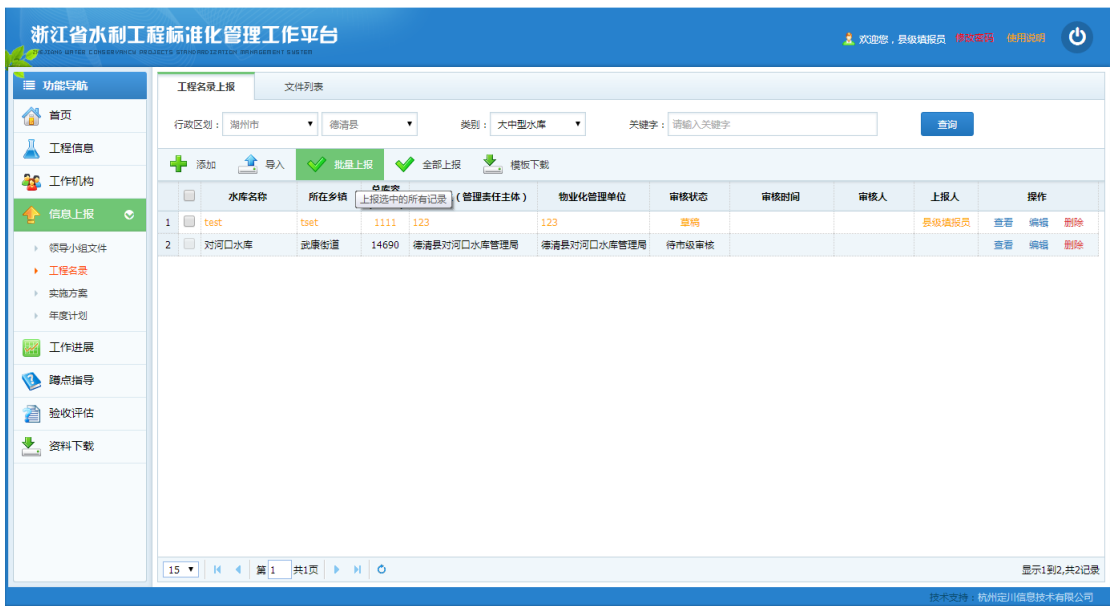 浙江省水利工程标准化管理工作平台
欢迎您，县级填报员 使用说明
功能导航
首页
工程信息
工作机构
信息上报
领导小组文件
工程名录
实施方案
年度计划
工作进展
蹲点指导
验收评估
资料下载
工程名录上报 文件列表
行政区划： 湖州市 德清县 类别： 大中型水库 关键字： 请输入关键字 查询
添加 导入 批量上报 全部上报 模板下载
水库名称 所在乡镇 总库容 （管理责任主体） 物业化管理单位 审核状态 审核时间 审核人 上报人 操作
上报选中的所有记录
1 test tset 1111 123 123 草稿 县级填报员 查看 编辑 删除
2 对河口水库 武康街道 14690 德清县对河口水库管理局 德清县对河口水库管理局 待市级审核 查看 编辑 删除
15 第 1 共1页 显示1到2,共2记录
技术支持：杭州定川信息技术有限公司